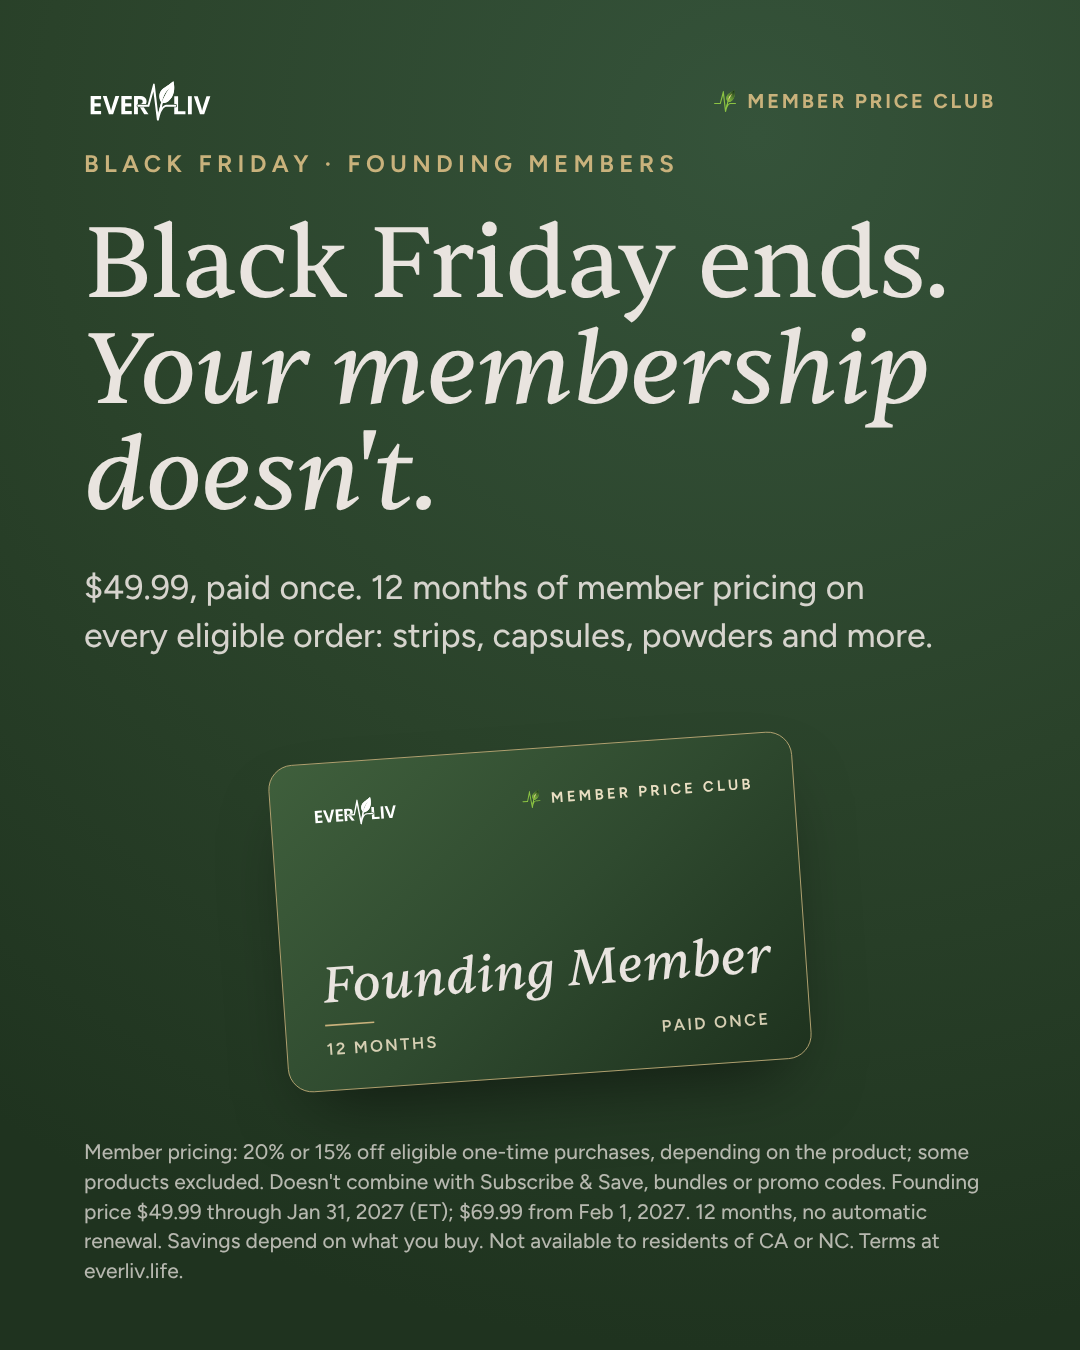 EVERLIV
MEMBER PRICE CLUB
BLACK FRIDAY · FOUNDING MEMBERS
Black Friday ends.
Your membership
doesn't.
$49.99, paid once. 12 months of member pricing on
every eligible order: strips, capsules, powders and more.
EVERLIV
MEMBER PRICE CLUB
Founding Member
12 MONTHS
PAID ONCE
Member pricing: 20% or 15% off eligible one-time purchases, depending on the product; some
products excluded. Doesn't combine with Subscribe & Save, bundles or promo codes. Founding
price $49.99 through Jan 31, 2027 (ET); $69.99 from Feb 1, 2027. 12 months, no automatic
renewal. Savings depend on what you buy. Not available to residents of CA or NC. Terms at
everliv.life.